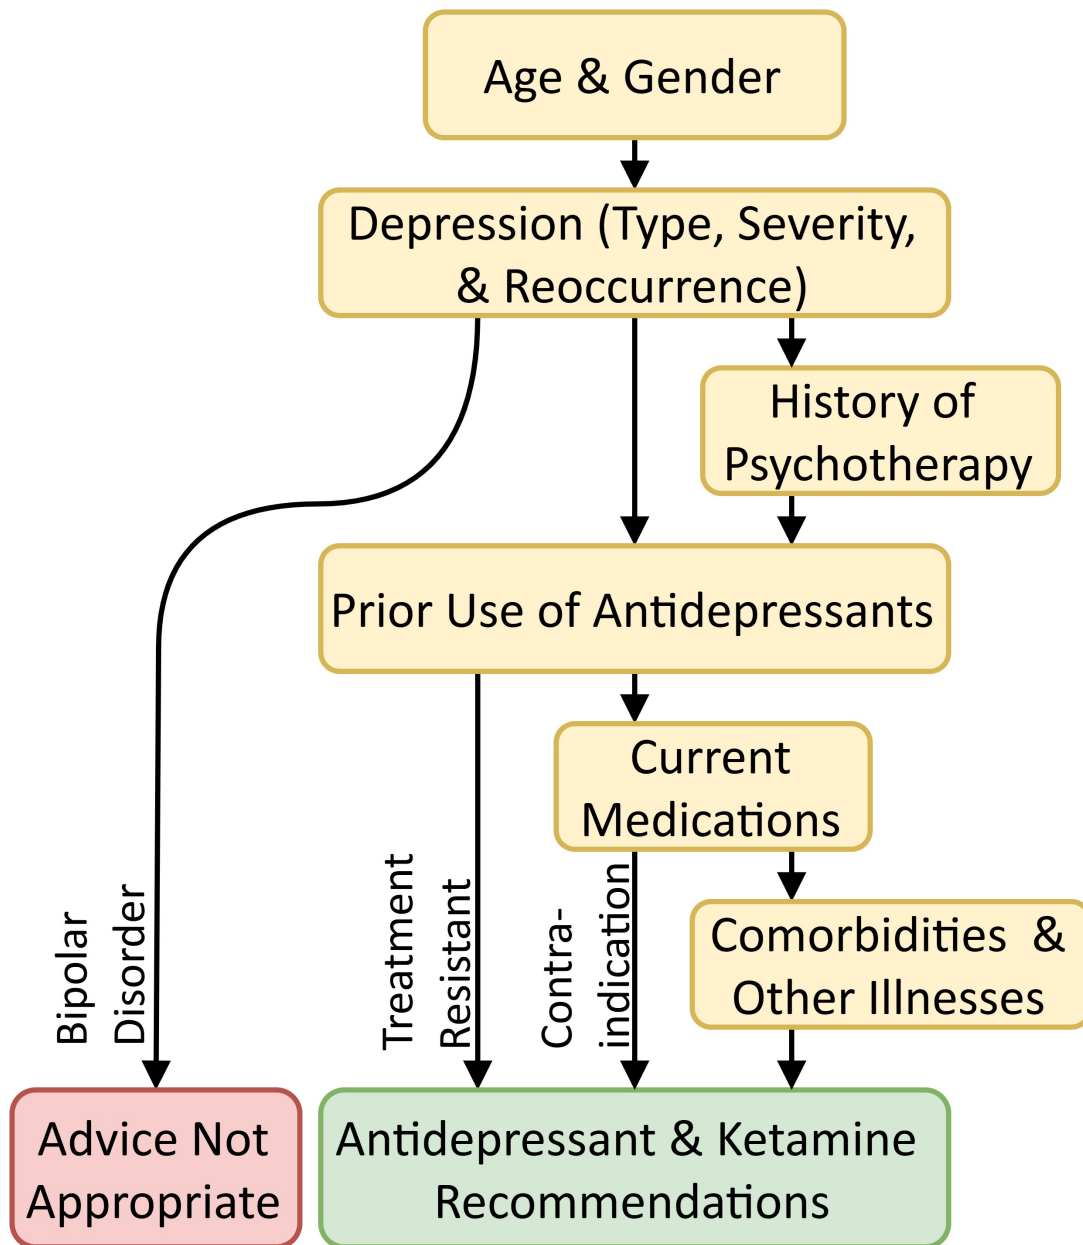 Age & Gender
Depression (Type, Severity,
& Reoccurrence)
History of
Psychotherapy
Prior Use of Antidepressants
Current
Medications
Comorbidities &
Other Illnesses
Bipolar
Disorder
Treatment
Resistant
Contra-
indication
Advice Not
Appropriate
Antidepressant & Ketamine
Recommendations